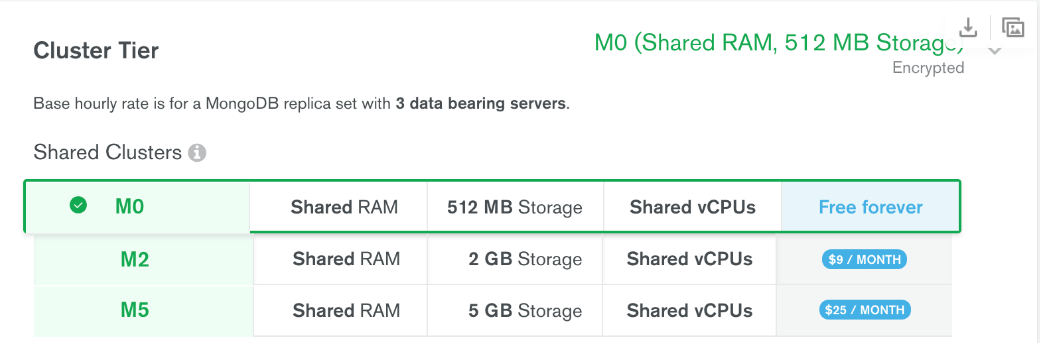 Cluster Tier
M0 (Shared RAM, 512 MB Storage)
Encrypted
Base hourly rate is for a MongoDB replica set with 3 data bearing servers.
Shared Clusters
M0 Shared RAM 512 MB Storage Shared vCPUs Free forever
M2 Shared RAM 2 GB Storage Shared vCPUs $9 / MONTH
M5 Shared RAM 5 GB Storage Shared vCPUs $25 / MONTH